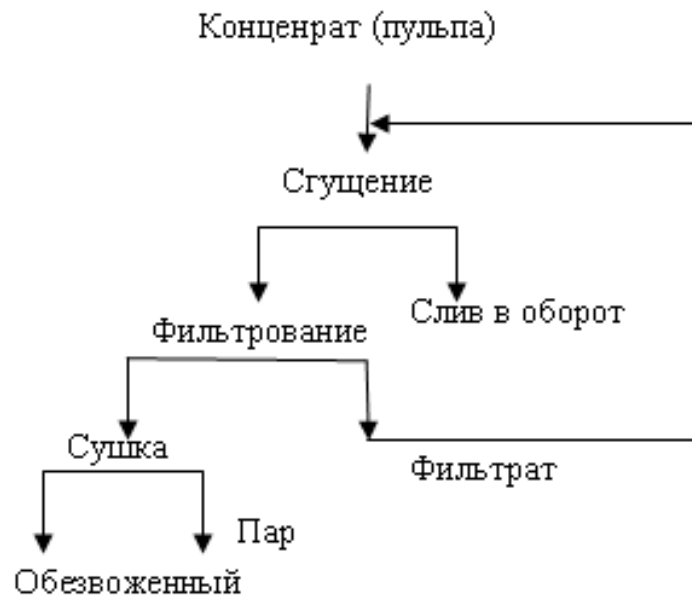 Конценрат (пульпа)
Сгущение
Слив в оборот
Фильтрование
Сушка
Фильтрат
Пар
Обезвоженный